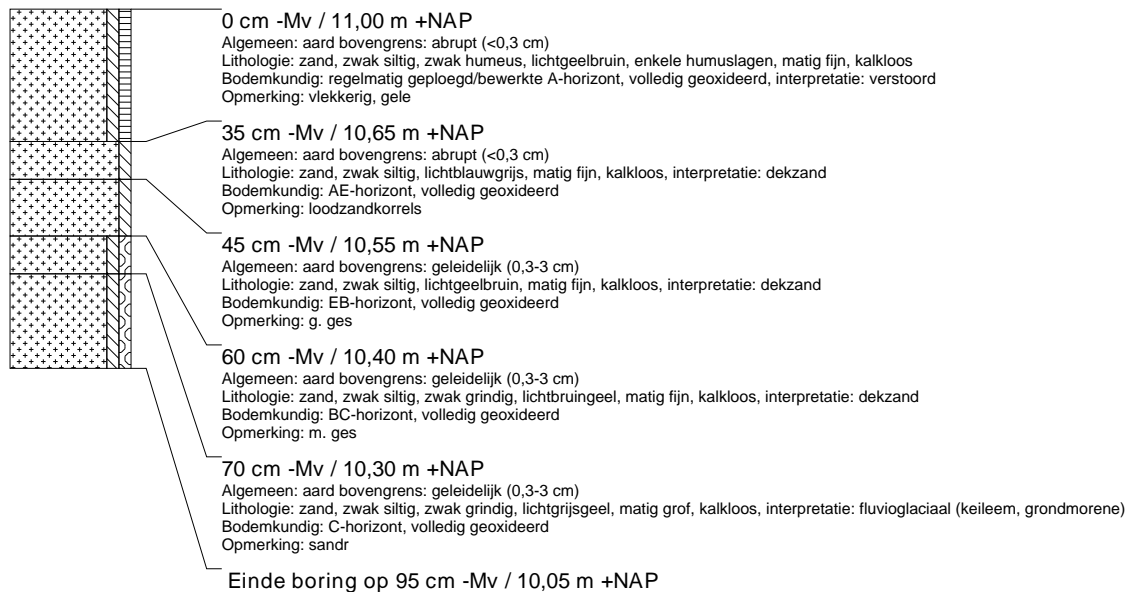 0 cm -Mv / 11,00 m +NAP
Algemeen: aard bovengrens: abrupt (<0,3 cm)
Lithologie: zand, zwak siltig, zwak humeus, lichtgeelbruin, enkele humuslagen, matig fijn, kalkloos
Bodemkundig: regelmatig geploegd/bewerkte A-horizont, volledig geoxideerd, interpretatie: verstoord
Opmerking: vlekkerig, gele
35 cm -Mv / 10,65 m +NAP
Algemeen: aard bovengrens: abrupt (<0,3 cm)
Lithologie: zand, zwak siltig, lichtblauwgrijs, matig fijn, kalkloos, interpretatie: dekzand
Bodemkundig: AE-horizont, volledig geoxideerd
Opmerking: loodzandkorrels
45 cm -Mv / 10,55 m +NAP
Algemeen: aard bovengrens: geleidelijk (0,3-3 cm)
Lithologie: zand, zwak siltig, lichtgeelbruin, matig fijn, kalkloos, interpretatie: dekzand
Bodemkundig: EB-horizont, volledig geoxideerd
Opmerking: g. ges
60 cm -Mv / 10,40 m +NAP
Algemeen: aard bovengrens: geleidelijk (0,3-3 cm)
Lithologie: zand, zwak siltig, zwak grindig, lichtbruingeel, matig fijn, kalkloos, interpretatie: dekzand
Bodemkundig: BC-horizont, volledig geoxideerd
Opmerking: m. ges
70 cm -Mv / 10,30 m +NAP
Algemeen: aard bovengrens: geleidelijk (0,3-3 cm)
Lithologie: zand, zwak siltig, zwak grindig, lichtgrijsgeel, matig grof, kalkloos, interpretatie: fluvioglaciaal (keileem, grondmorene)
Bodemkundig: C-horizont, volledig geoxideerd
Opmerking: sandr
Einde boring op 95 cm -Mv / 10,05 m +NAP